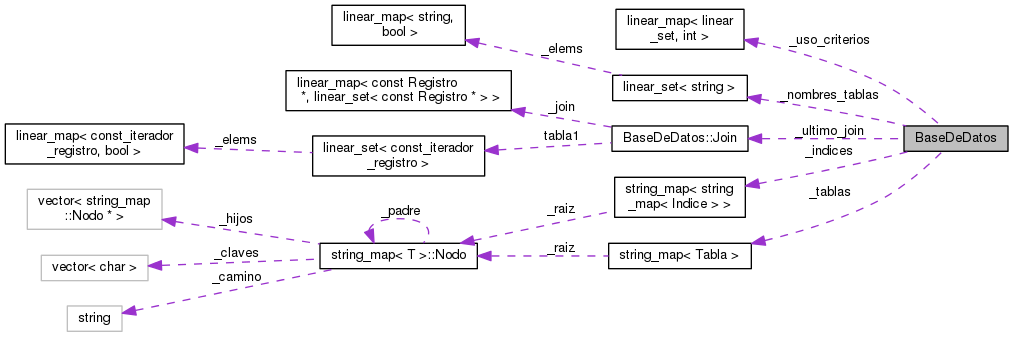 linear_map< string,
bool >
linear_map< linear
_set, int >
_uso_criterios
_elems
linear_map< const Registro
*, linear_set< const Registro * > >
linear_set< string >
_nombres_tablas
_join
linear_map< const_iterador
_registro, bool >
_elems
linear_set< const_iterador
_registro >
tabla1
BaseDeDatos::Join
_ultimo_join
BaseDeDatos
_indices
vector< string_map
::Nodo * >
_padre
string_map< string
_map< Indice > >
_tablas
_hijos
_raiz
vector< char >
_claves
string_map< T >::Nodo
_raiz
string_map< Tabla >
_camino
string